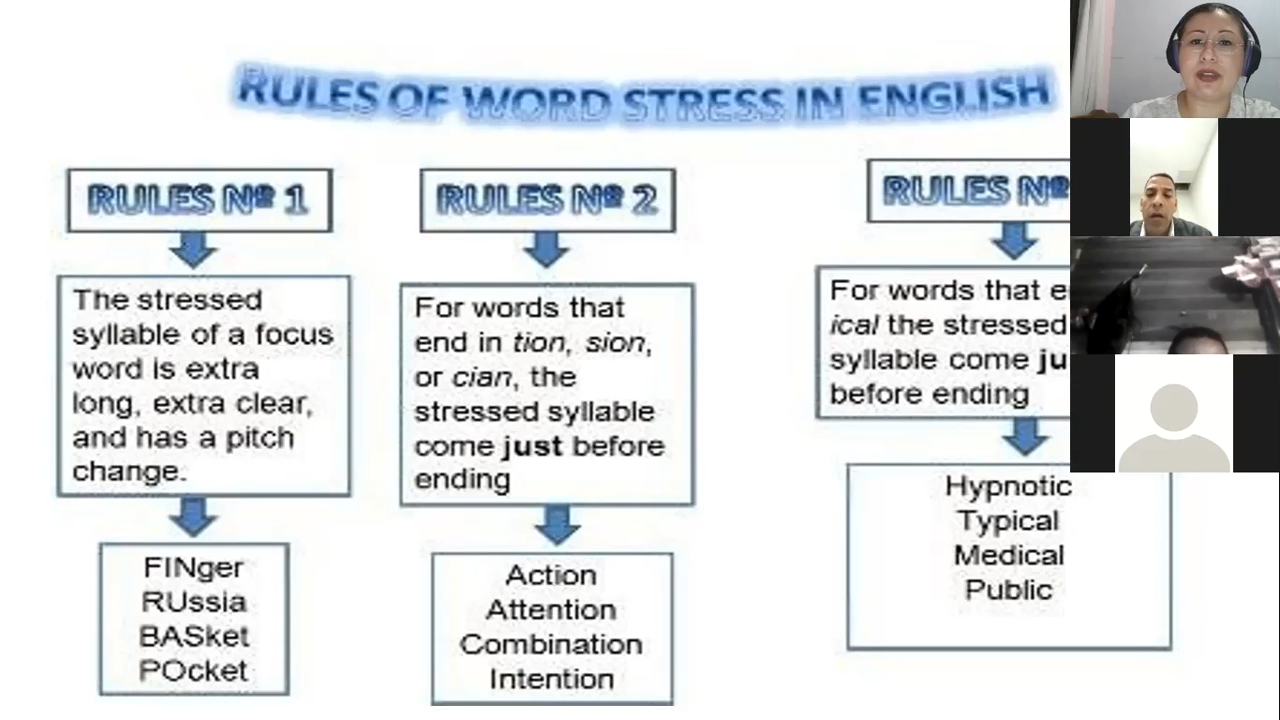 RULES OF WORD STRESS IN ENGLISH
RULES Nº 1
The stressed
syllable of a focus
word is extra
long, extra clear,
and has a pitch
change.
FINger
RUssia
BASket
POcket
RULES Nº 2
For words that
end in tion, sion,
or cian, the
stressed syllable
come just before
ending
Action
Attention
Combination
Intention
RULES Nº
For words that
ical the stressed
syllable come
before ending
Hypnotic
Typical
Medical
Public